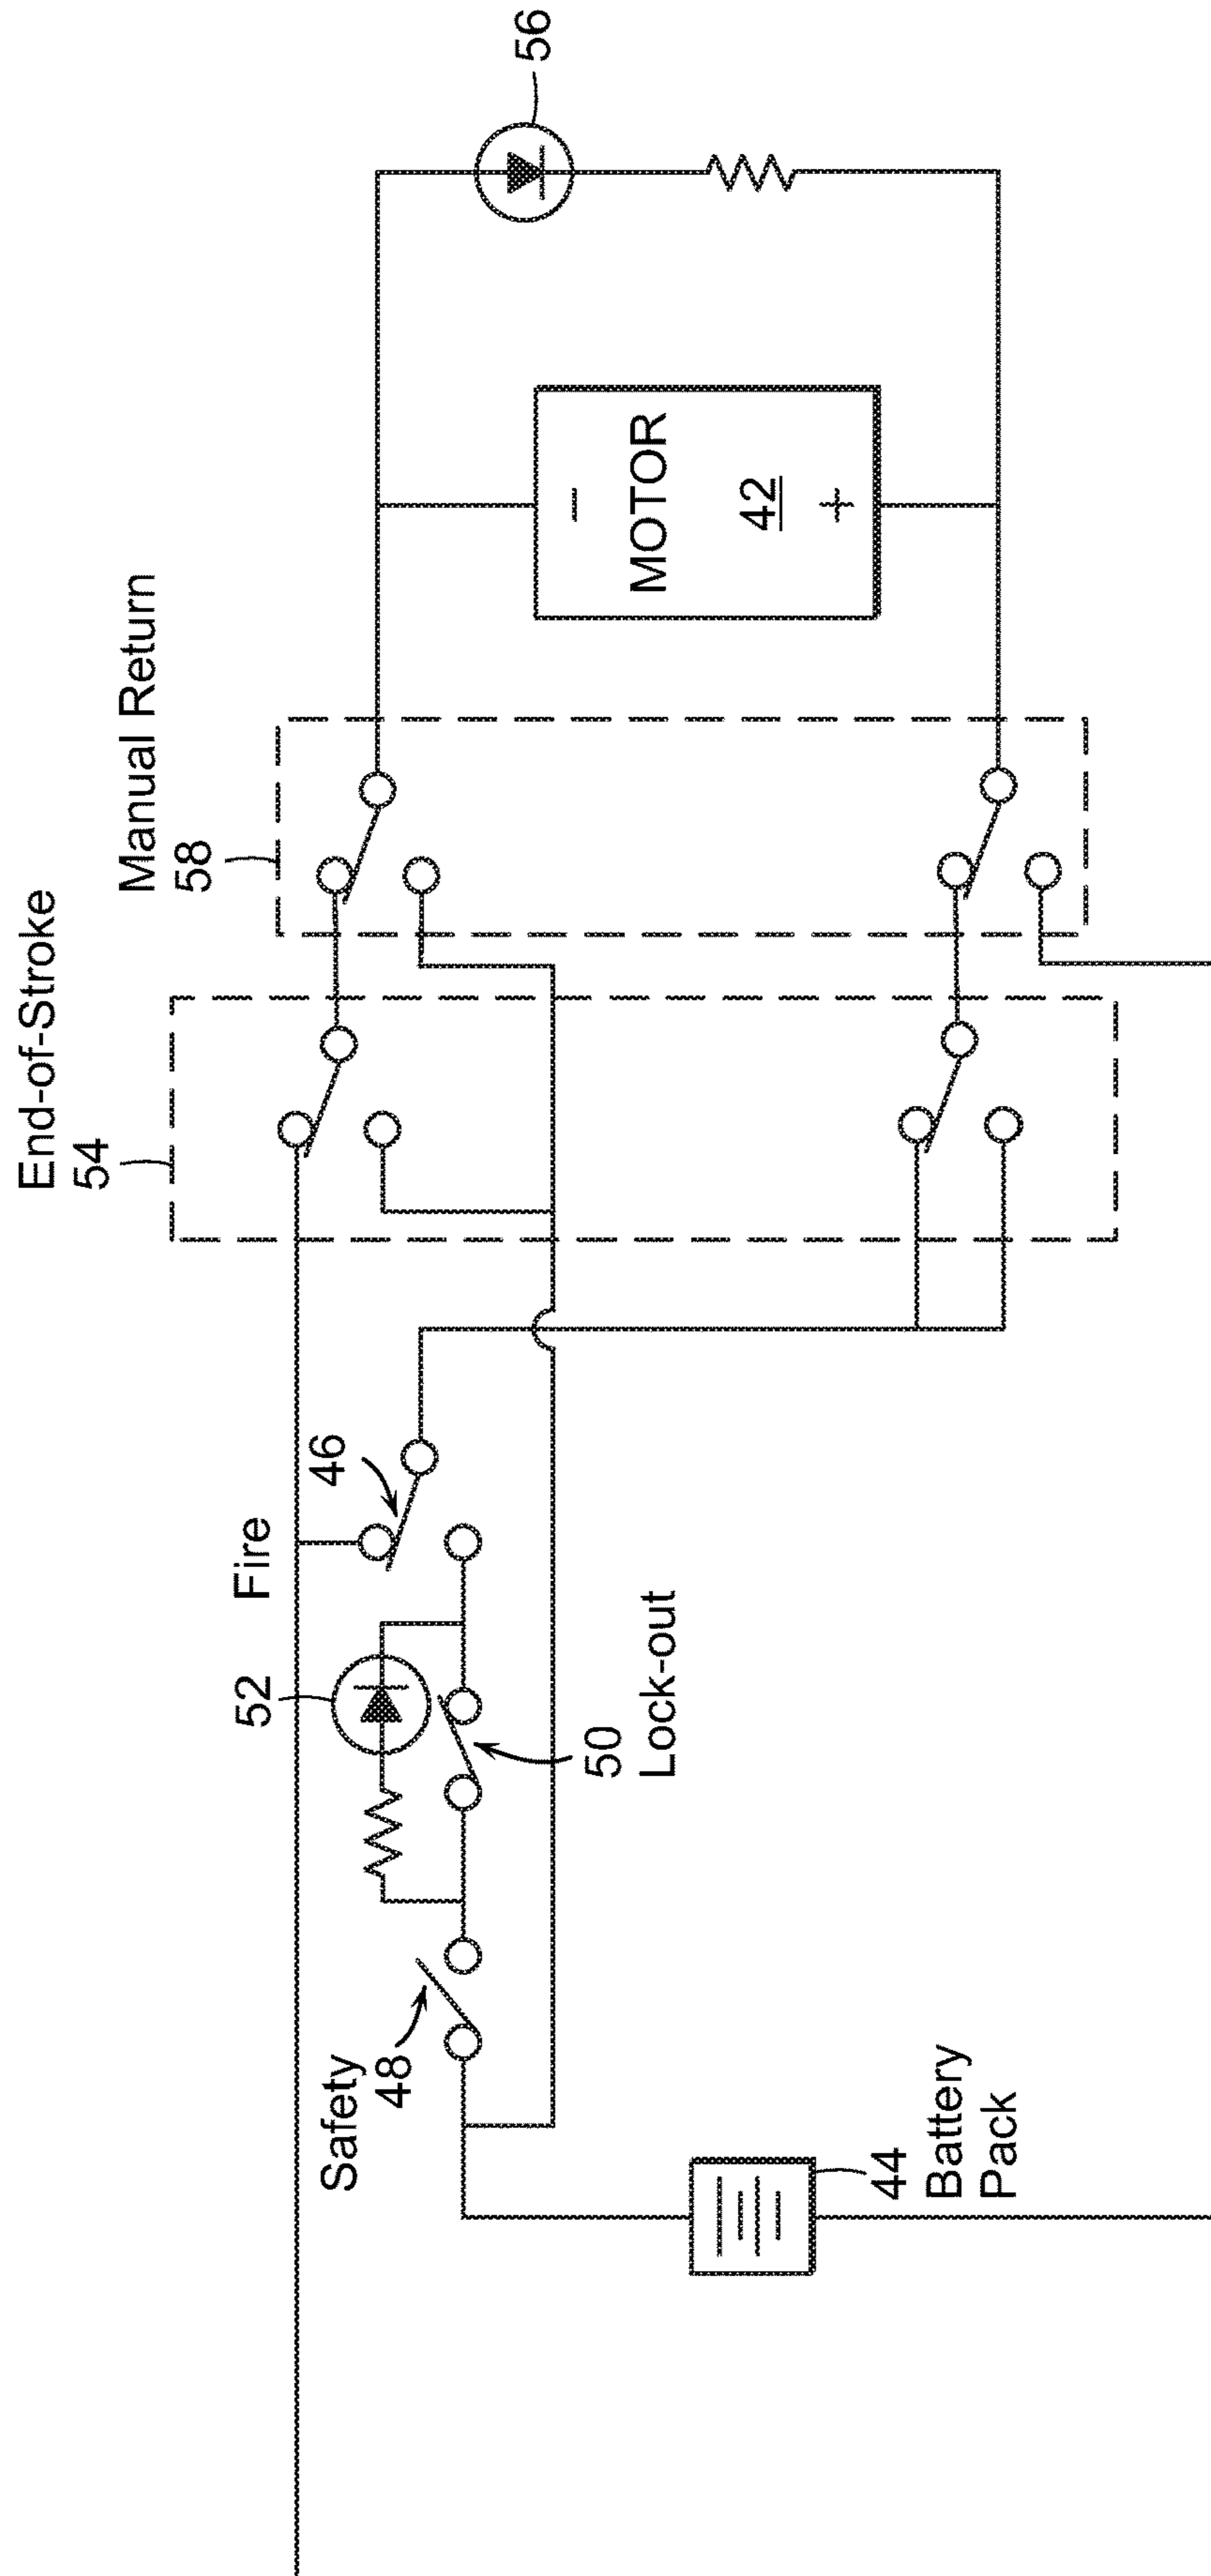 End-of-Stroke
54
Manual Return
58
56
−
MOTOR
42
+
Fire
46
52
50
Lock-out
Safety
48
44
Battery
Pack